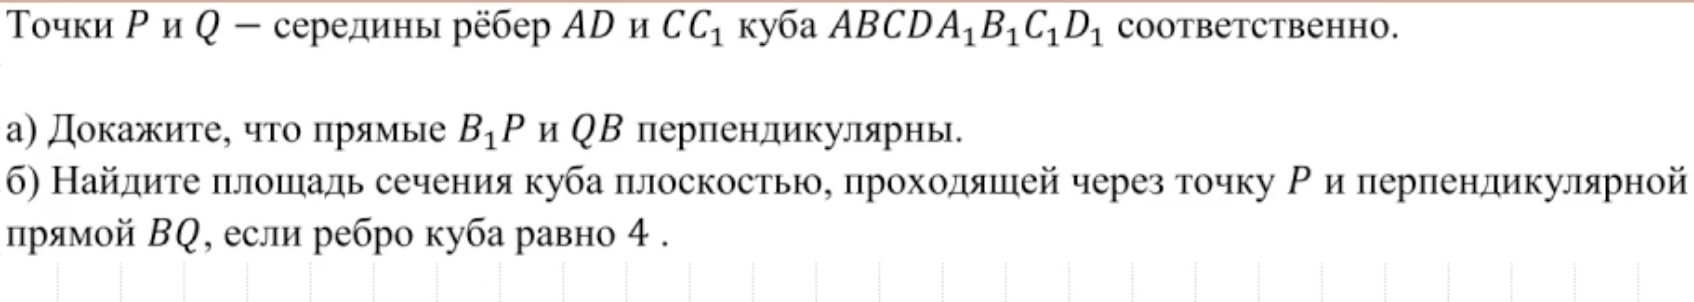 Точки P и Q − середины рёбер AD и CC₁ куба ABCDA₁B₁C₁D₁ соответственно.
а) Докажите, что прямые B₁P и QB перпендикулярны.
б) Найдите площадь сечения куба плоскостью, проходящей через точку P и перпендикулярной
прямой BQ, если ребро куба равно 4 .